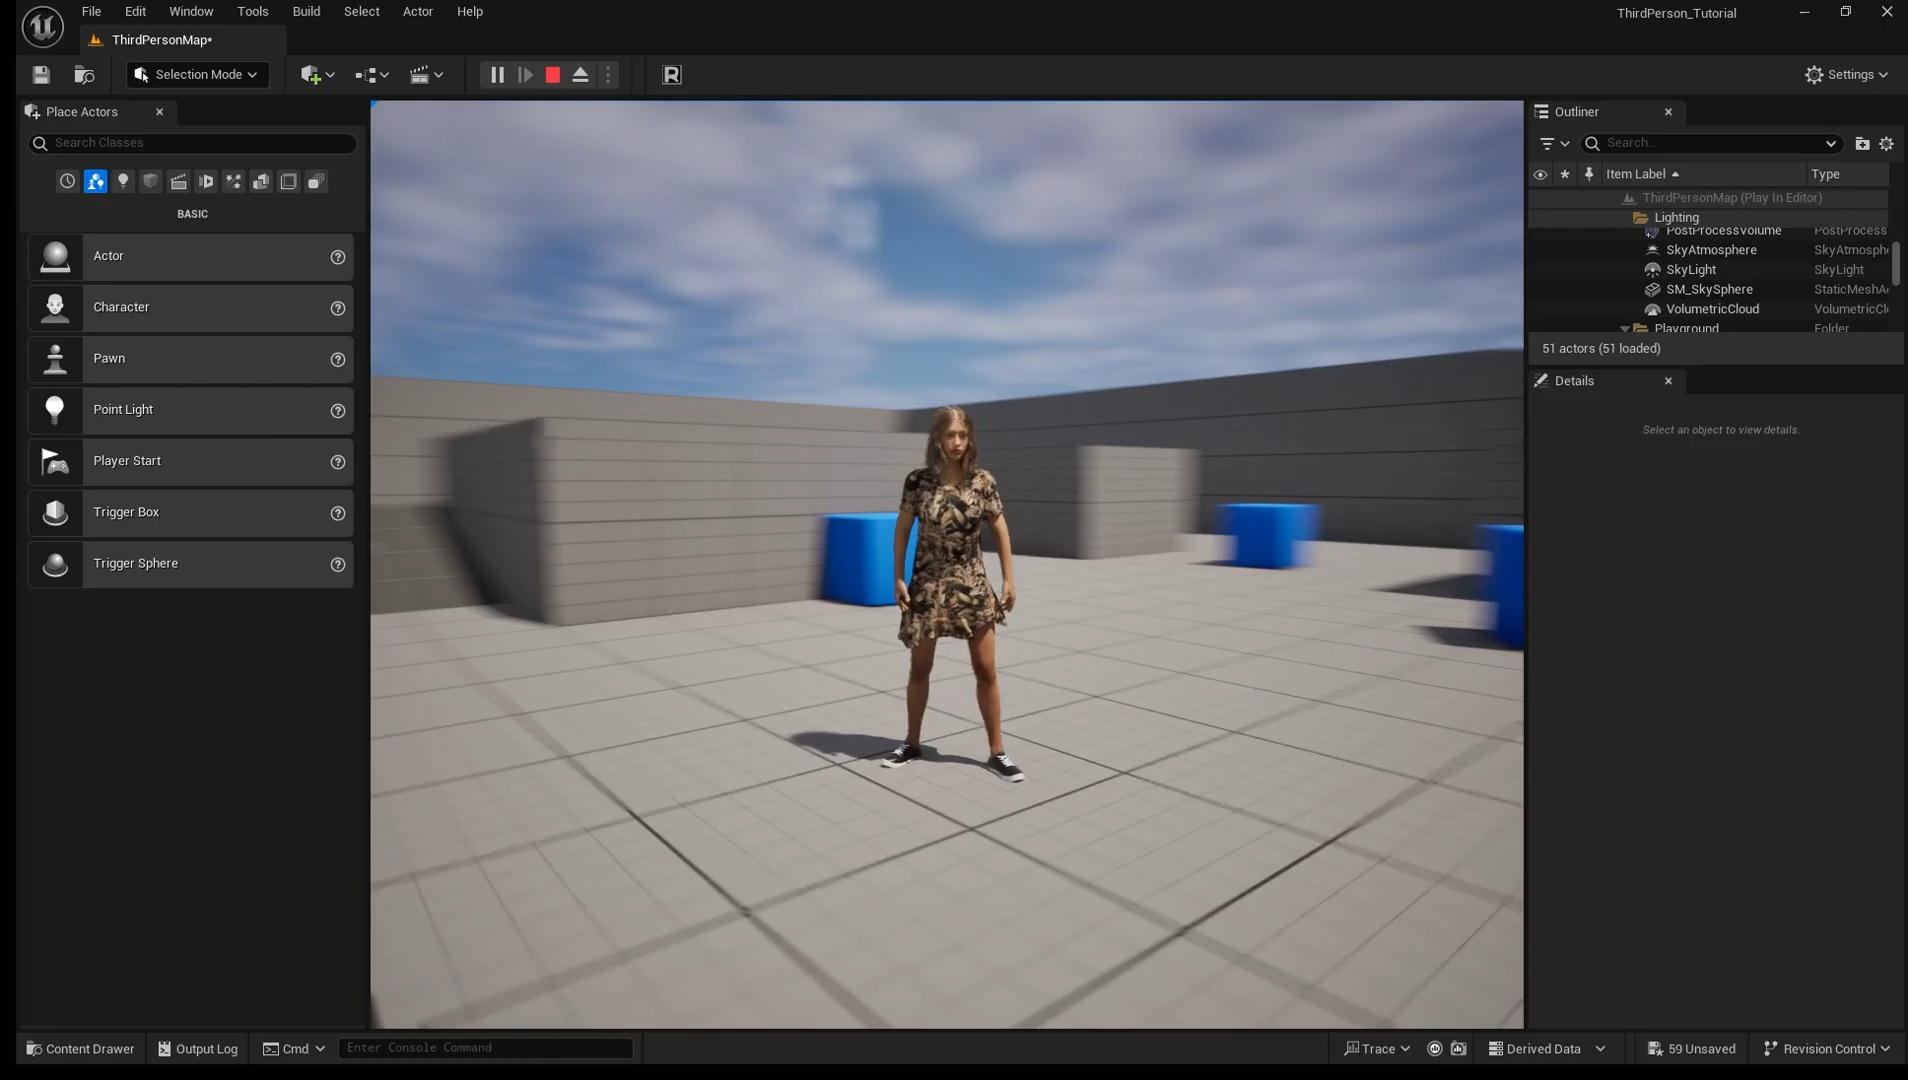 File Edit Window Tools Build Select Actor Help
ThirdPerson_Tutorial
ThirdPersonMap*
Selection Mode
Settings
Place Actors
Search Classes
BASIC
Actor
Character
Pawn
Point Light
Player Start
Trigger Box
Trigger Sphere
Outliner
Search...
Item Label Type
ThirdPersonMap (Play In Editor)
Lighting
PostProcessVolume PostProcess
SkyAtmosphere SkyAtmosph
SkyLight SkyLight
SM_SkySphere StaticMeshA
VolumetricCloud VolumetricCl
Playground Folder
51 actors (51 loaded)
Details
Select an object to view details.
Content Drawer Output Log Cmd Enter Console Command Trace Derived Data 59 Unsaved Revision Control